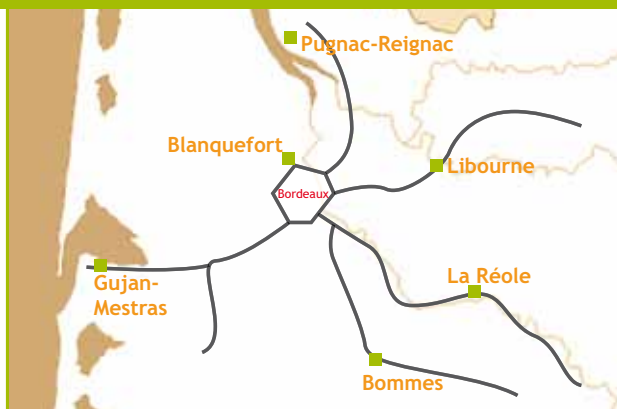 Pugnac-Reignac
Blanquefort
Libourne
Bordeaux
Gujan-
Mestras
La Réole
Bommes